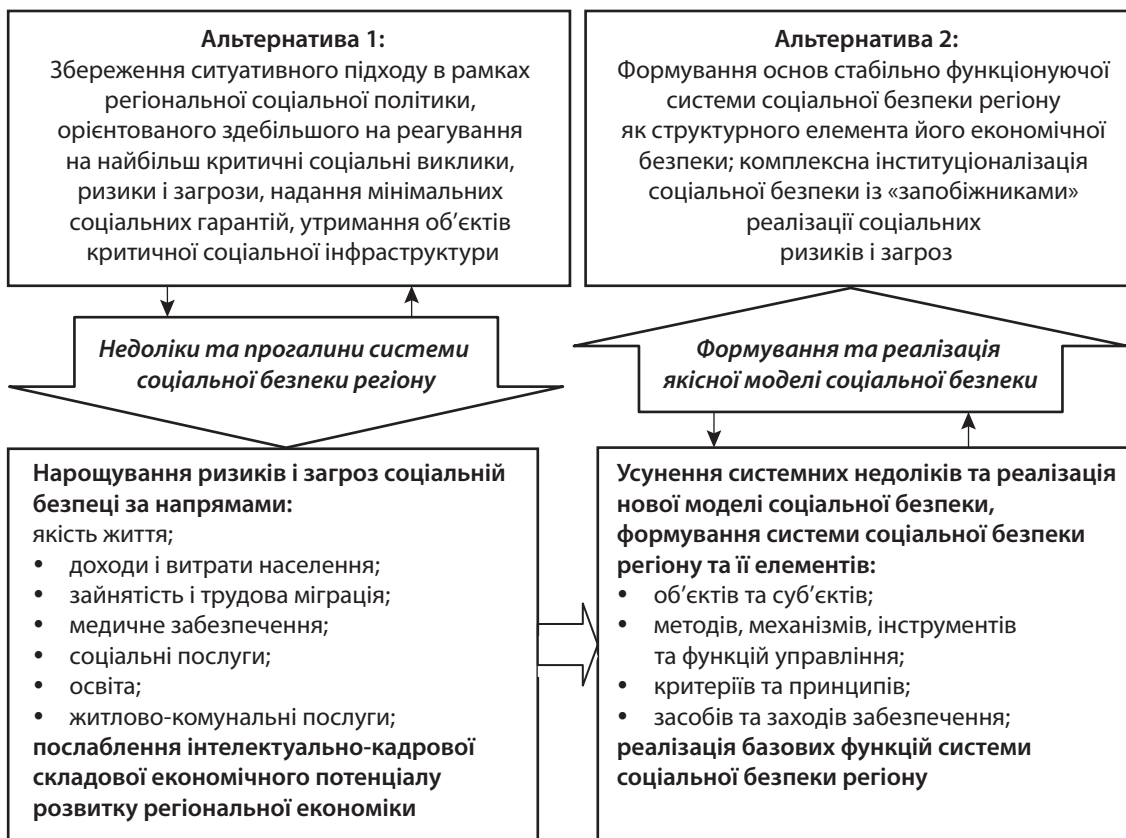 Альтернатива 1:
Збереження ситуативного підходу в рамках
регіональної соціальної політики,
орієнтованого здебільшого на реагування
на найбільш критичні соціальні виклики,
ризики і загрози, надання мінімальних
соціальних гарантій, утримання об’єктів
критичної соціальної інфраструктури
Альтернатива 2:
Формування основ стабільно функціонуючої
системи соціальної безпеки регіону
як структурного елемента його економічної
безпеки; комплексна інституціоналізація
соціальної безпеки із «запобіжниками»
реалізації соціальних
ризиків і загроз
Недоліки та прогалини системи
соціальної безпеки регіону
Формування та реалізація
якісної моделі соціальної безпеки
Нарощування ризиків і загроз соціальній
безпеці за напрямами:
якість життя;
• доходи і витрати населення;
• зайнятість і трудова міграція;
• медичне забезпечення;
• соціальні послуги;
• освіта;
• житлово-комунальні послуги;
послаблення інтелектуально-кадрової
складової економічного потенціалу
розвитку регіональної економіки
Усунення системних недоліків та реалізація
нової моделі соціальної безпеки,
формування системи соціальної безпеки
регіону та її елементів:
• об’єктів та суб’єктів;
• методів, механізмів, інструментів
та функцій управління;
• критеріїв та принципів;
• засобів та заходів забезпечення;
реалізація базових функцій системи
соціальної безпеки регіону